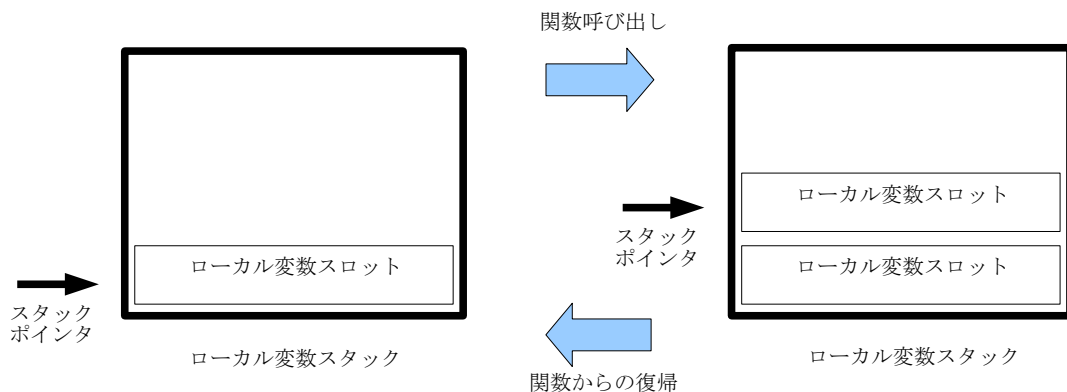 関数呼び出し
ローカル変数スロット
スタック
ポインタ
ローカル変数スタック
ローカル変数スロット
ローカル変数スロット
スタック
ポインタ
ローカル変数スタック
関数からの復帰